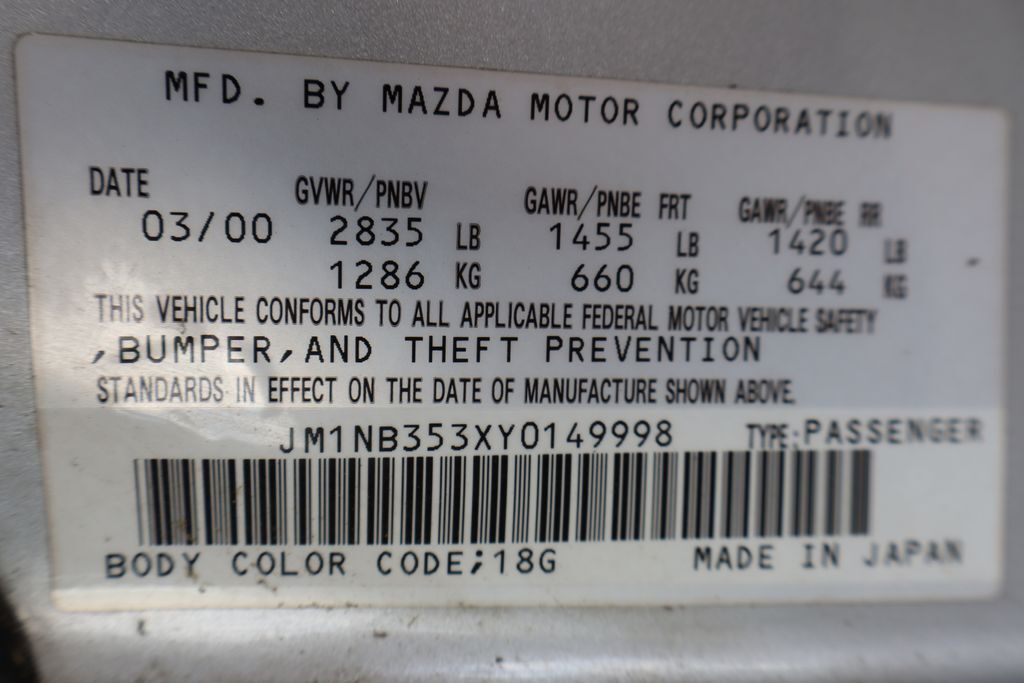 MFD. BY MAZDA MOTOR CORPORATION
DATE GVWR/PNBV GAWR/PNBE FRT GAWR/PNBE RR
03/00 2835 LB 1455 LB 1420 LB
1286 KG 660 KG 644 KG
THIS VEHICLE CONFORMS TO ALL APPLICABLE FEDERAL MOTOR VEHICLE SAFETY
,BUMPER,AND THEFT PREVENTION
STANDARDS IN EFFECT ON THE DATE OF MANUFACTURE SHOWN ABOVE.
JM1NB353XY0149998 TYPE:PASSENGER
BODY COLOR CODE;18G MADE IN JAPAN